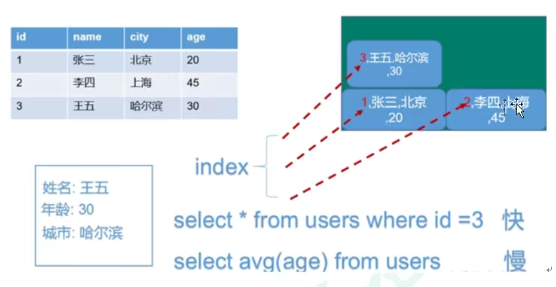 id name city age
1 张三 北京 20
2 李四 上海 45
3 王五 哈尔滨 30
3,王五,哈尔滨
,30
1,张三,北京
,20
2,李四,上海
,45
index
姓名: 王五
年龄: 30
城市: 哈尔滨
select * from users where id =3 快
select avg(age) from users 慢